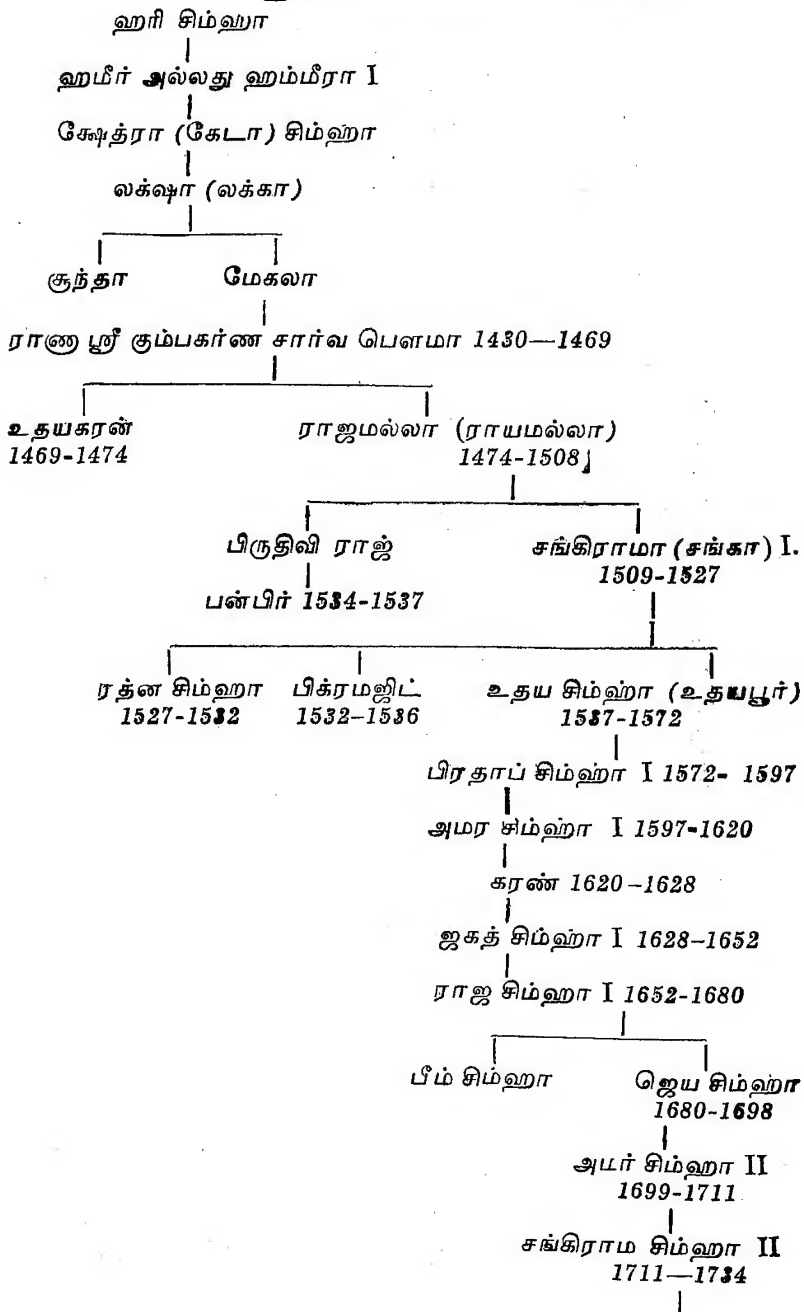 ஹரி சிம்ஹா
ஹமீர் அல்லது ஹம்மீரா I
க்ஷேத்ரா (கேடா) சிம்ஹா
லக்ஷா (லக்கா)
சூந்தா மேகலா
ராணு ஸ்ரீ கும்பகர்ண சார்வ பௌமா 1430—1469
உதயகரன் ராஜமல்லா (ராயமல்லா)
1469-1474 1474-1508
பிருதிவி ராஜ் சங்கிராமா (சங்கா) I.
1509-1527
பன்பிர் 1534-1537
ரத்ன சிம்ஹா பிக்ரமஜிட் உதய சிம்ஹா (உதயபூர்)
1527-1532 1532-1536 1537-1572
பிரதாப் சிம்ஹா I 1572- 1597
அமர சிம்ஹா I 1597-1620
கரண் 1620-1628
ஜகத் சிம்ஹா I 1628-1652
ராஜ சிம்ஹா I 1652-1680
பீம் சிம்ஹா ஜெய சிம்ஹா
1680-1698
அமர் சிம்ஹா II
1699-1711
சங்கிராம சிம்ஹா II
1711—1734